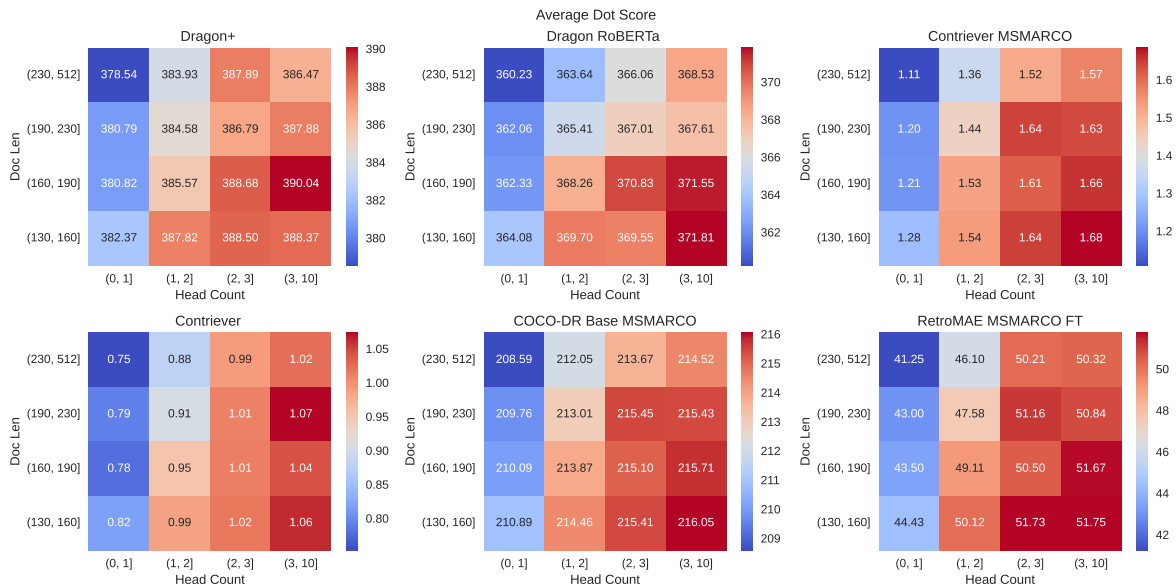 Average Dot Score
Dragon+
Doc Len
(230, 512] 378.54 383.93 387.89 386.47
(190, 230] 380.79 384.58 386.79 387.88
(160, 190] 380.82 385.57 388.68 390.04
(130, 160] 382.37 387.82 388.50 388.37
(0, 1] (1, 2] (2, 3] (3, 10]
Head Count
390
388
386
384
382
380
Dragon RoBERTa
Doc Len
(230, 512] 360.23 363.64 366.06 368.53
(190, 230] 362.06 365.41 367.01 367.61
(160, 190] 362.33 368.26 370.83 371.55
(130, 160] 364.08 369.70 369.55 371.81
(0, 1] (1, 2] (2, 3] (3, 10]
Head Count
370
368
366
364
362
Contriever MSMARCO
Doc Len
(230, 512] 1.11 1.36 1.52 1.57
(190, 230] 1.20 1.44 1.64 1.63
(160, 190] 1.21 1.53 1.61 1.66
(130, 160] 1.28 1.54 1.64 1.68
(0, 1] (1, 2] (2, 3] (3, 10]
Head Count
1.6
1.5
1.4
1.3
1.2
Contriever
Doc Len
(230, 512] 0.75 0.88 0.99 1.02
(190, 230] 0.79 0.91 1.01 1.07
(160, 190] 0.78 0.95 1.01 1.04
(130, 160] 0.82 0.99 1.02 1.06
(0, 1] (1, 2] (2, 3] (3, 10]
Head Count
1.05
1.00
0.95
0.90
0.85
0.80
COCO-DR Base MSMARCO
Doc Len
(230, 512] 208.59 212.05 213.67 214.52
(190, 230] 209.76 213.01 215.45 215.43
(160, 190] 210.09 213.87 215.10 215.71
(130, 160] 210.89 214.46 215.41 216.05
(0, 1] (1, 2] (2, 3] (3, 10]
Head Count
216
215
214
213
212
211
210
209
RetroMAE MSMARCO FT
Doc Len
(230, 512] 41.25 46.10 50.21 50.32
(190, 230] 43.00 47.58 51.16 50.84
(160, 190] 43.50 49.11 50.50 51.67
(130, 160] 44.43 50.12 51.73 51.75
(0, 1] (1, 2] (2, 3] (3, 10]
Head Count
50
48
46
44
42